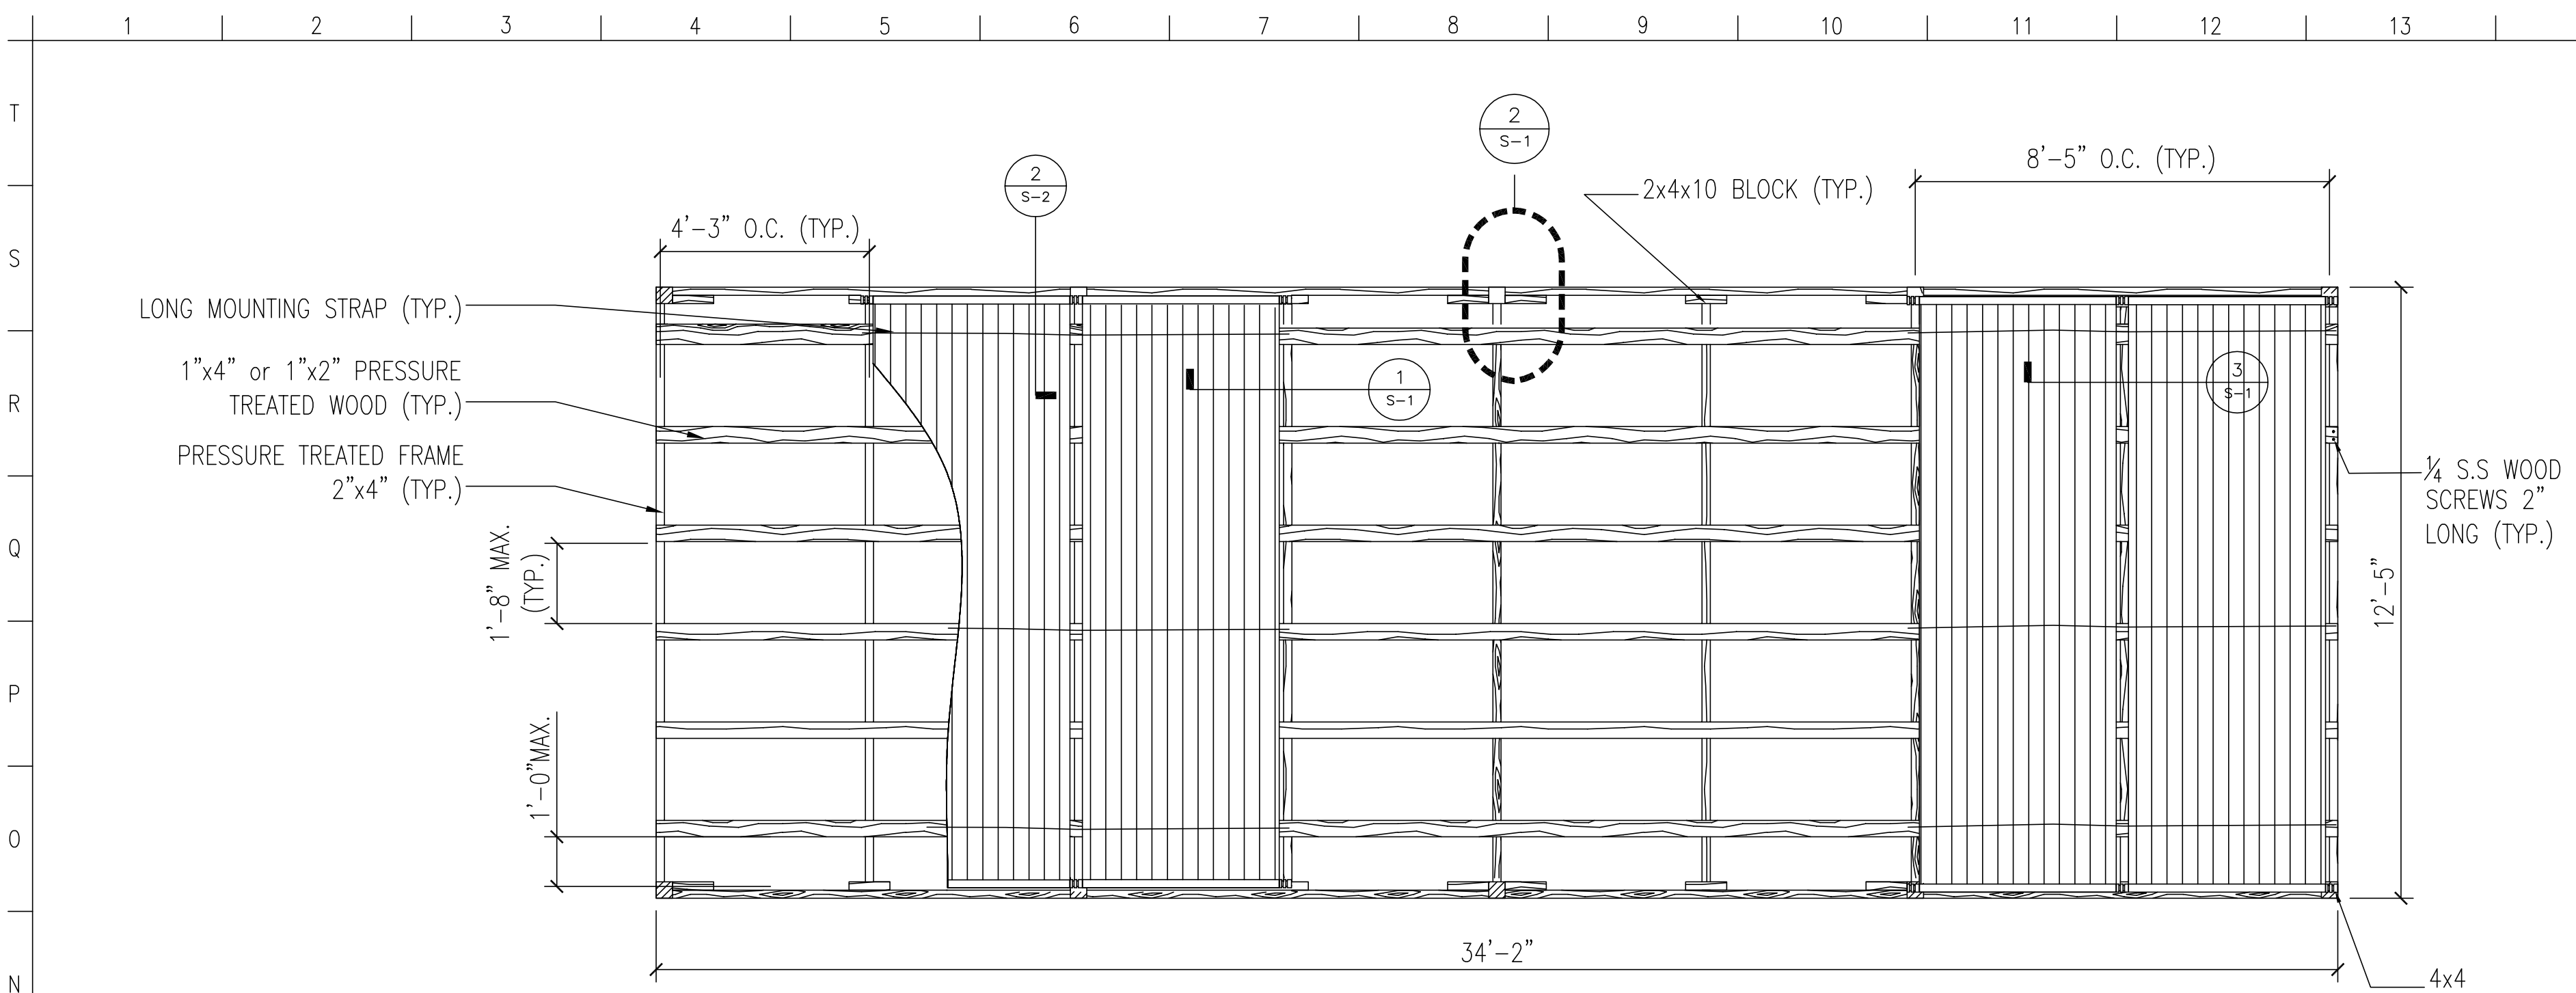 1 2 3 4 5 6 7 8 9 10 11 12 13
T
S
R
Q
P
O
N
2
S-1
2
S-2
8'-5" O.C. (TYP.)
2x4x10 BLOCK (TYP.)
4'-3" O.C. (TYP.)
LONG MOUNTING STRAP (TYP.)
1"x4" or 1"x2" PRESSURE
TREATED WOOD (TYP.)
PRESSURE TREATED FRAME
2"x4" (TYP.)
1
S-1
3
S-1
1/4 S.S WOOD
SCREWS 2"
LONG (TYP.)
1'-8" MAX.
(TYP.)
12'-5"
1'-0"MAX.
34'-2"
4x4